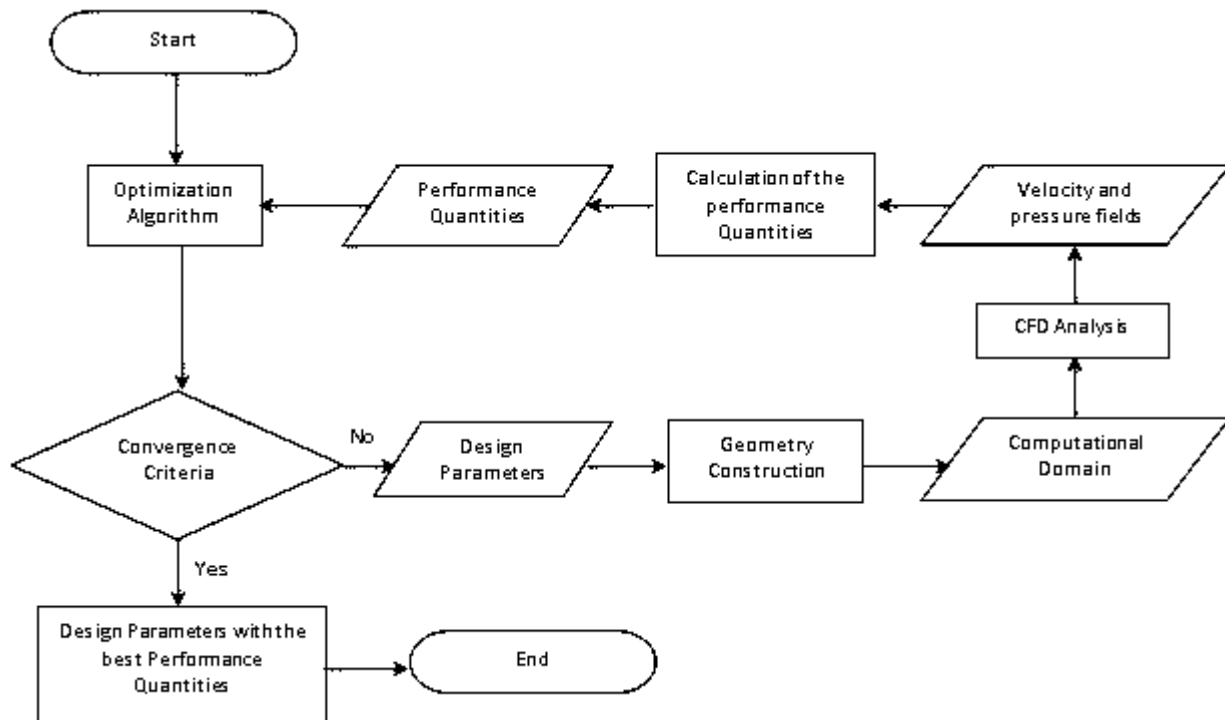 Start
Optimization
Algorithm
Performance
Quantities
Calculation of the
performance
Quantities
Velocity and
pressure fields
CFD Analysis
Convergence
Criteria
No
Design
Parameters
Geometry
Construction
Computational
Domain
Yes
Design Parameters with the
best Performance
Quantities
End